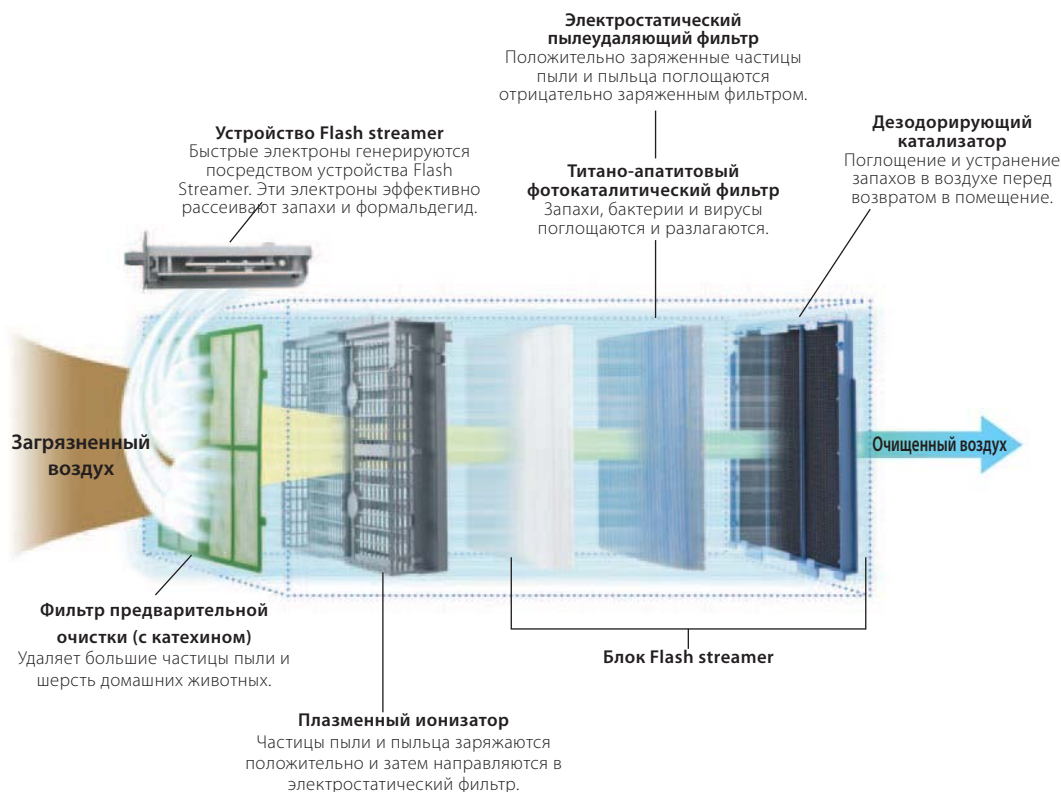 Электростатический
пылеудаляющий фильтр
Положительно заряженные частицы
пыли и пыльца поглощаются
отрицательно заряженным фильтром.
Устройство Flash streamer
Быстрые электроны генерируются
посредством устройства Flash
Streamer. Эти электроны эффективно
рассеивают запахи и формальдегид.
Титано-апатитовый
фотокаталитический фильтр
Запахи, бактерии и вирусы
поглощаются и разлагаются.
Дезодорирующий
катализатор
Поглощение и устранение
запахов в воздухе перед
возвратом в помещение.
Загрязненный
воздух
Очищенный воздух
Фильтр предварительной
очистки (с катехином)
Удаляет большие частицы пыли и
шерсть домашних животных.
Блок Flash streamer
Плазменный ионизатор
Частицы пыли и пыльца заряжаются
положительно и затем направляются в
электростатический фильтр.